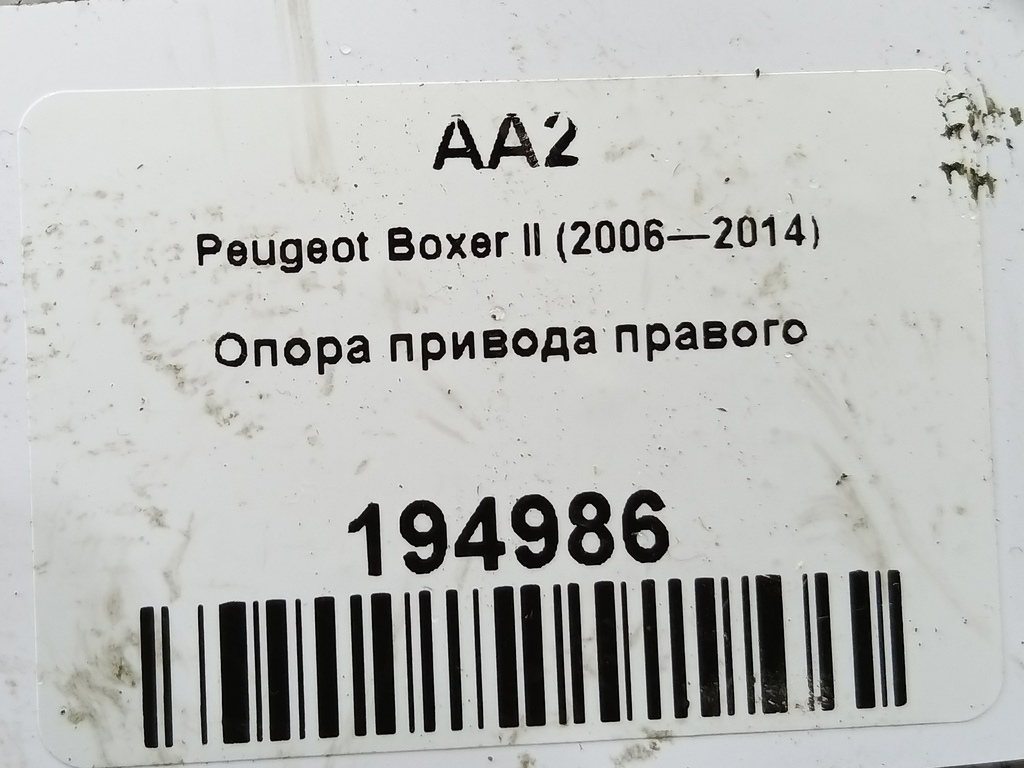 AA2
Peugeot Boxer II (2006—2014)
Опора привода правого
194986